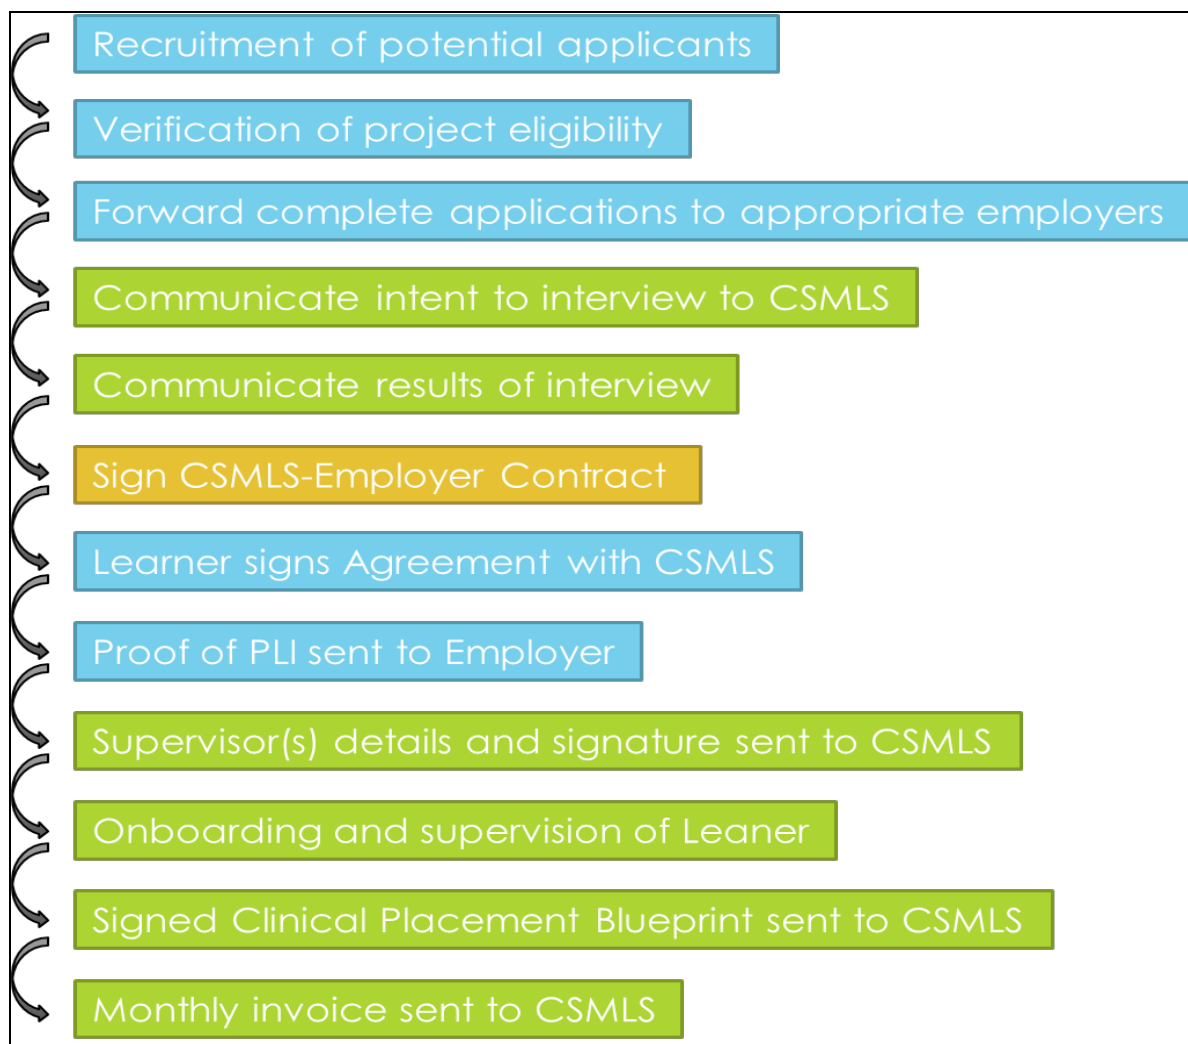 Recruitment of potential applicants
Verification of project eligibility
Forward complete applications to appropriate employers
Communicate intent to interview to CSMLS
Communicate results of interview
Sign CSMLS-Employer Contract
Learner signs Agreement with CSMLS
Proof of PLI sent to Employer
Supervisor(s) details and signature sent to CSMLS
Onboarding and supervision of Leaner
Signed Clinical Placement Blueprint sent to CSMLS
Monthly invoice sent to CSMLS